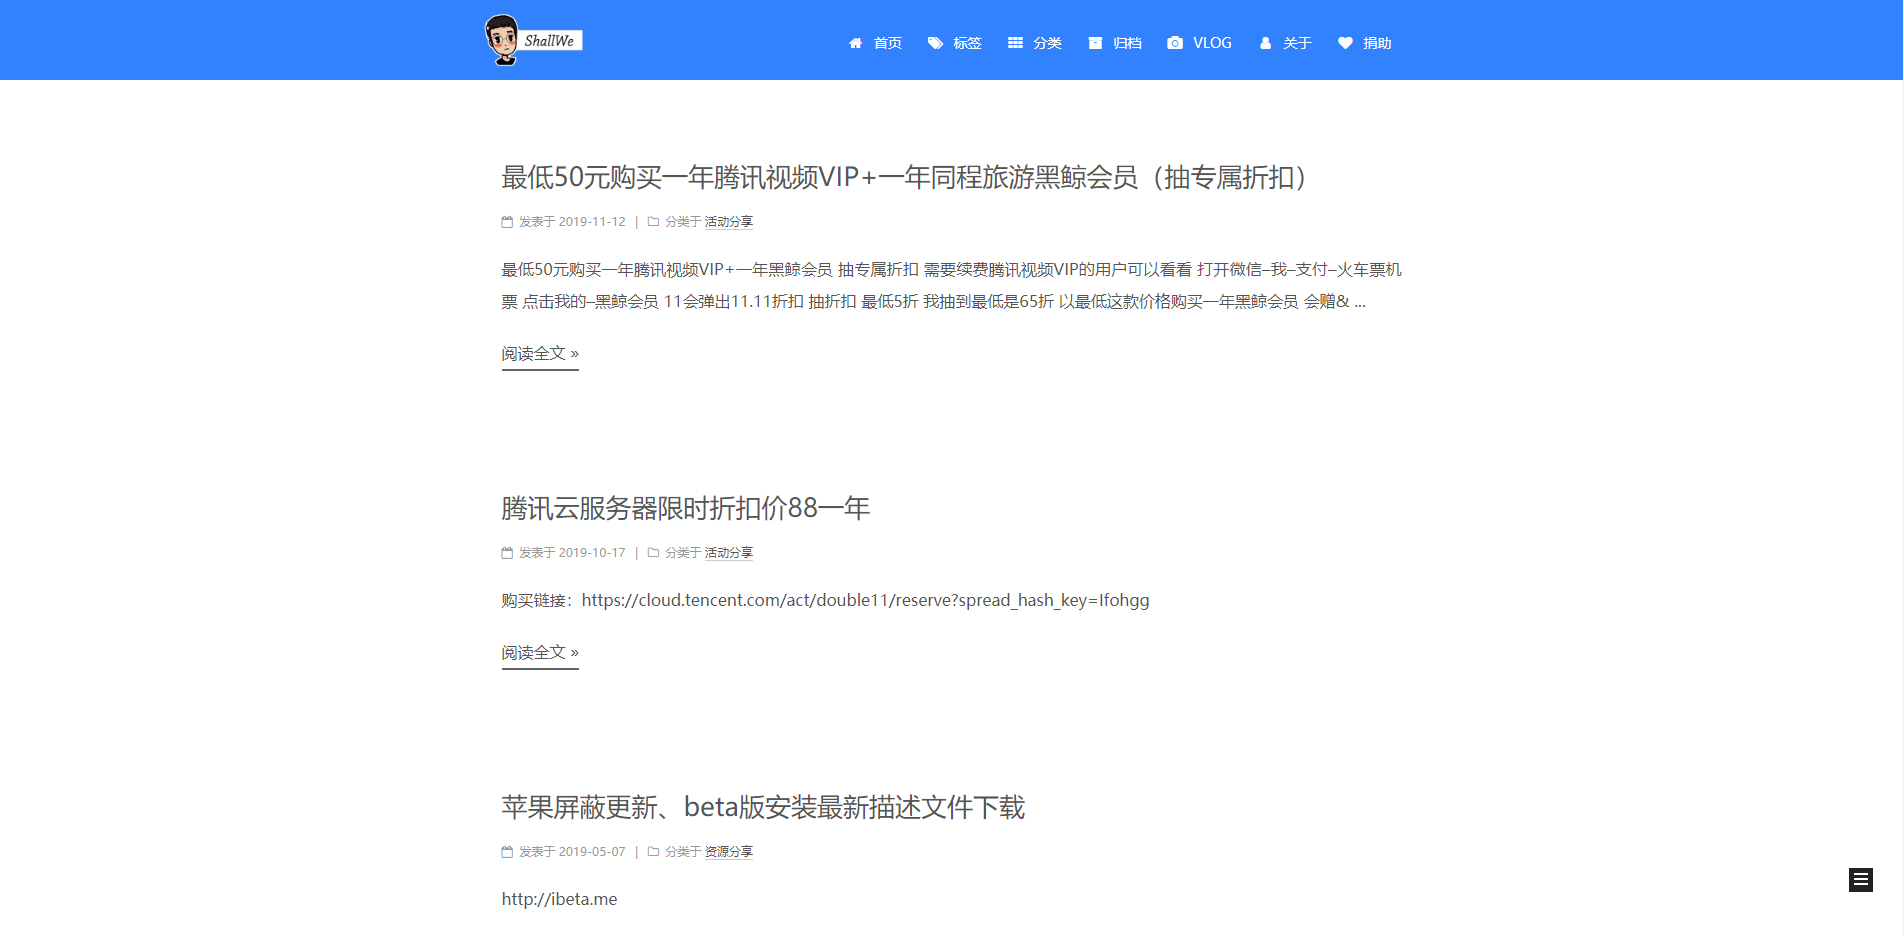 ShallWe
首页 标签 分类 归档 VLOG 关于 捐助
最低50元购买一年腾讯视频VIP+一年同程旅游黑鲸会员（抽专属折扣）
发表于 2019-11-12 | 分类于 活动分享
最低50元购买一年腾讯视频VIP+一年黑鲸会员 抽专属折扣 需要续费腾讯视频VIP的用户可以看看 打开微信–我–支付–火车票机
票 点击我的–黑鲸会员 11会弹出11.11折扣 抽折扣 最低5折 我抽到最低是65折 以最低这款价格购买一年黑鲸会员 会赠& ...
阅读全文 »
腾讯云服务器限时折扣价88一年
发表于 2019-10-17 | 分类于 活动分享
购买链接：https://cloud.tencent.com/act/double11/reserve?spread_hash_key=Ifohgg
阅读全文 »
苹果屏蔽更新、beta版安装最新描述文件下载
发表于 2019-05-07 | 分类于 资源分享
http://ibeta.me